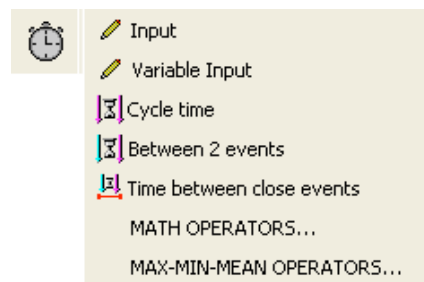 Input
Variable Input
Cycle time
Between 2 events
Time between close events
MATH OPERATORS...
MAX-MIN-MEAN OPERATORS...